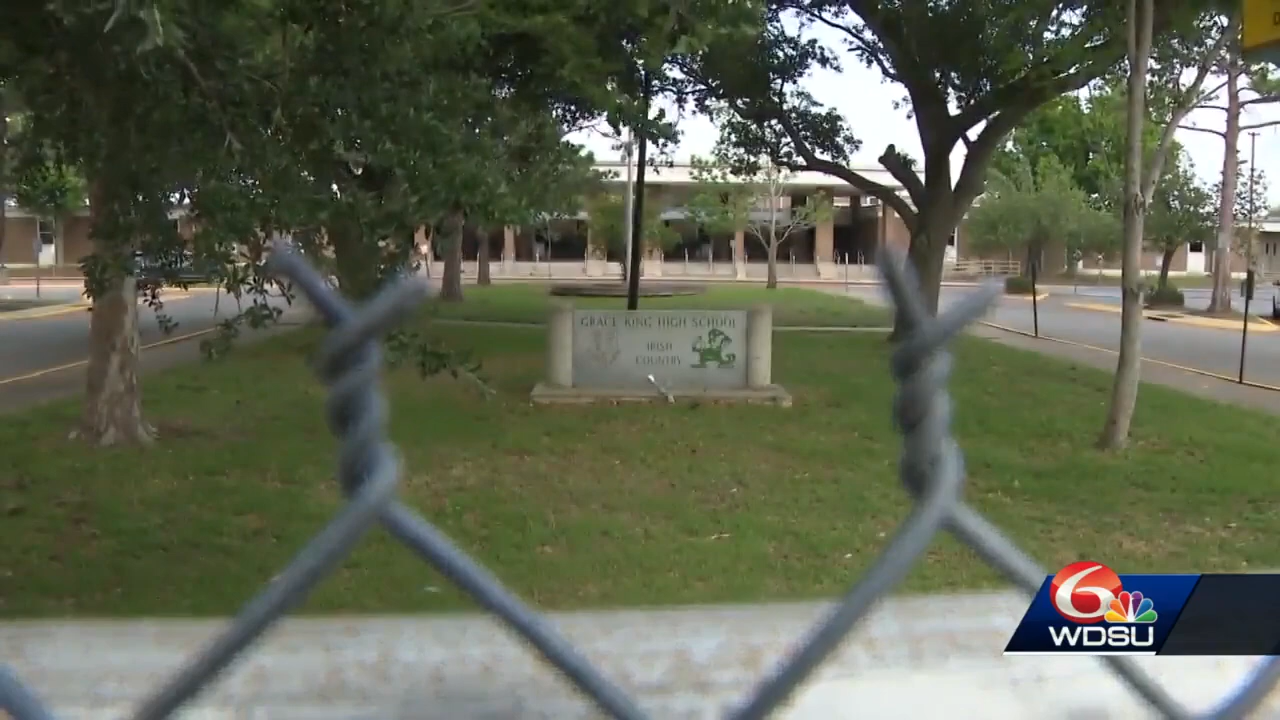 GRACE KING HIGH SCHOOL
IRISH
COUNTRY
6
WDSU